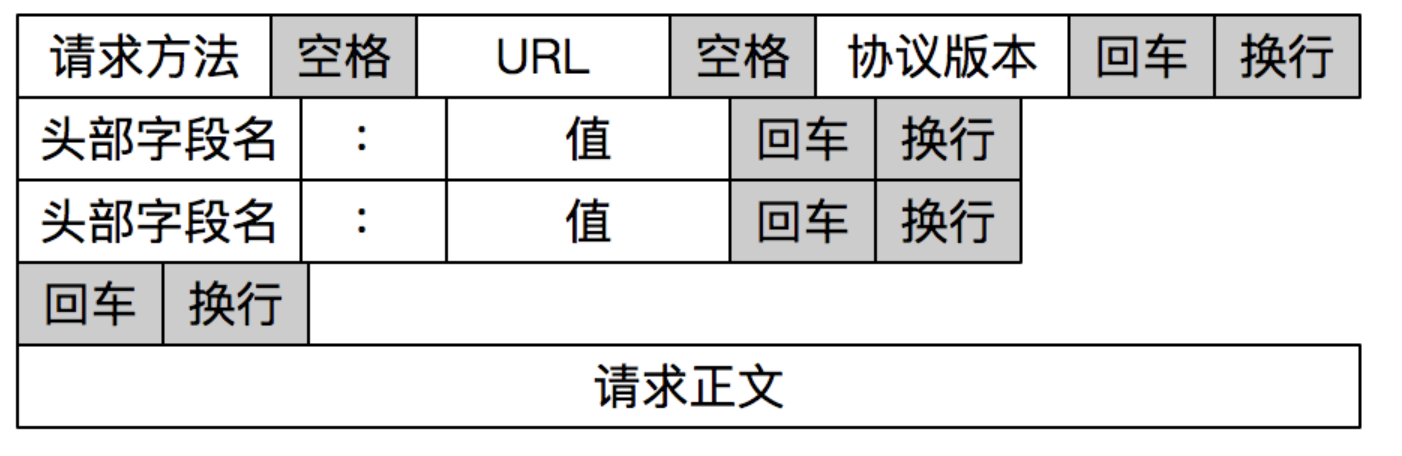 请求方法 空格 URL 空格 协议版本 回车 换行
头部字段名 : 值 回车 换行
头部字段名 : 值 回车 换行
回车 换行
请求正文